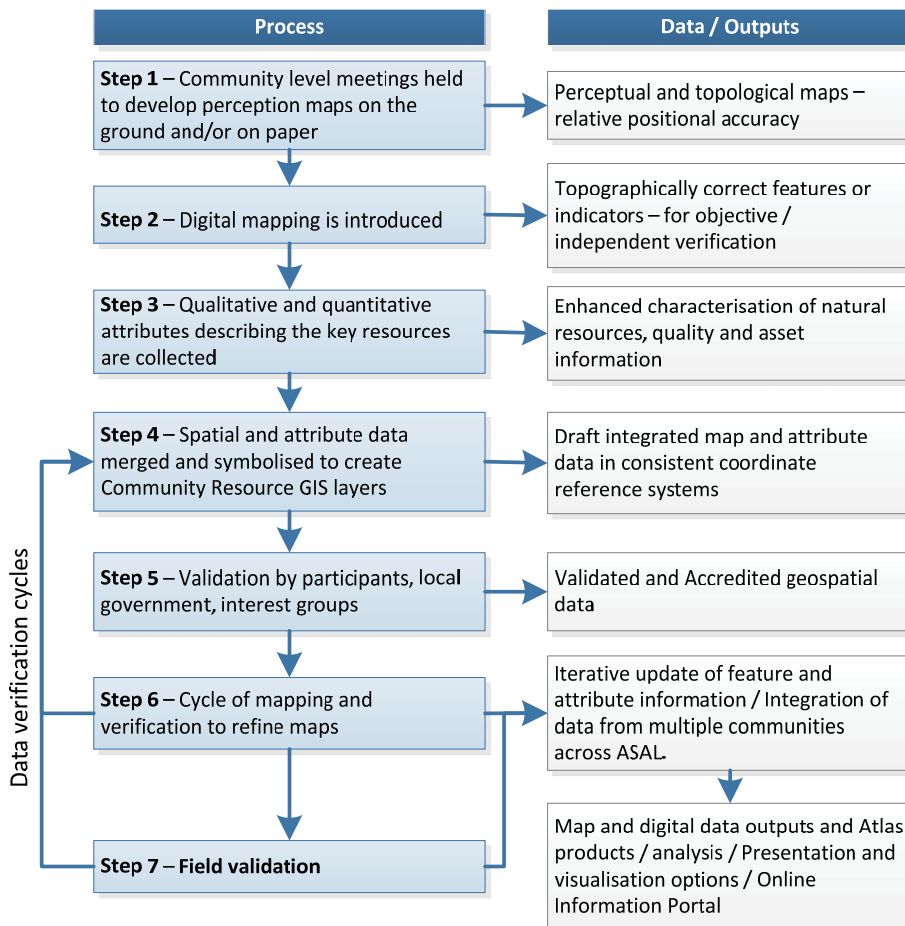 Process
Data / Outputs
Step 1 – Community level meetings held
to develop perception maps on the
ground and/or on paper
Perceptual and topological maps –
relative positional accuracy
Step 2 – Digital mapping is introduced
Topographically correct features or
indicators – for objective /
independent verification
Step 3 – Qualitative and quantitative
attributes describing the key resources
are collected
Enhanced characterisation of natural
resources, quality and asset
information
Step 4 – Spatial and attribute data
merged and symbolised to create
Community Resource GIS layers
Draft integrated map and attribute
data in consistent coordinate
reference systems
Step 5 – Validation by participants, local
government, interest groups
Validated and Accredited geospatial
data
Step 6 – Cycle of mapping and
verification to refine maps
Iterative update of feature and
attribute information / Integration of
data from multiple communities
across ASAL.
Step 7 – Field validation
Map and digital data outputs and Atlas
products / analysis / Presentation and
visualisation options / Online
Information Portal
Data verification cycles